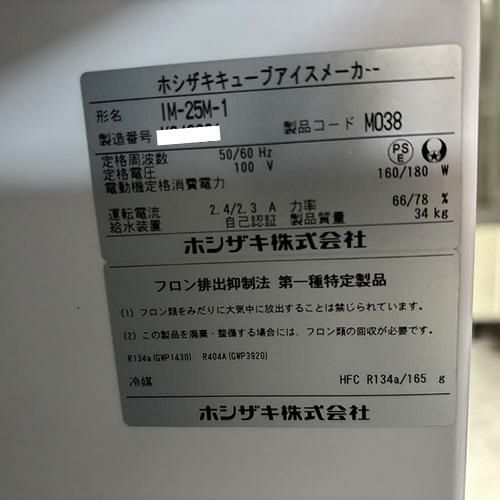 ホシザキキューブアイスメーカー
形名 IM-25M-1
製造番号 製品コード M038
定格周波数 50/60 Hz
定格電圧 100 V
電動機定格消費電力 160/180 W
PSE
運転電流 2.4/2.3 A 力率 66/78 %
給水装置 自己認証 製品質量 34 kg
ホシザキ株式会社
フロン排出抑制法 第一種特定製品
(1) フロン類をみだりに大気中に放出することは禁じられています。
(2) この製品を廃棄・整備する場合には、フロン類の回収が必要です。
R134a(GWP1430) R404A(GWP3920)
冷媒 HFC R134a/165 g
ホシザキ株式会社